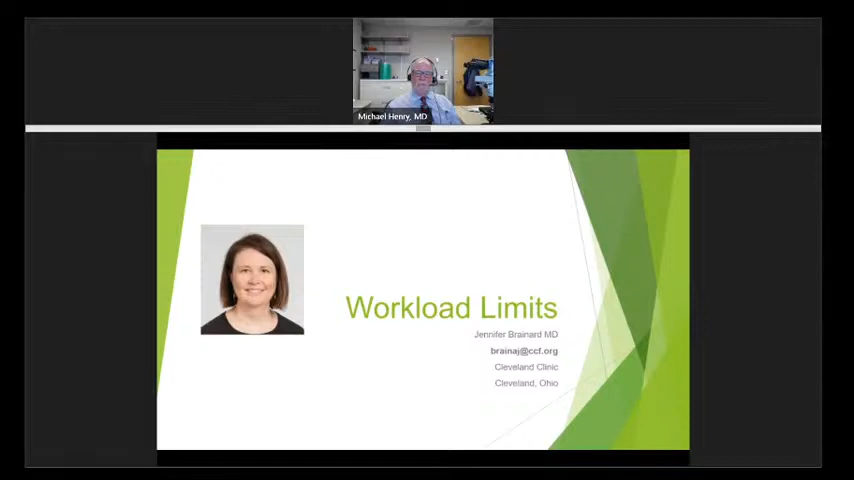 Michael Henry, MD
Workload Limits
Jennifer Brainard MD
brainaj@ccf.org
Cleveland Clinic
Cleveland, Ohio